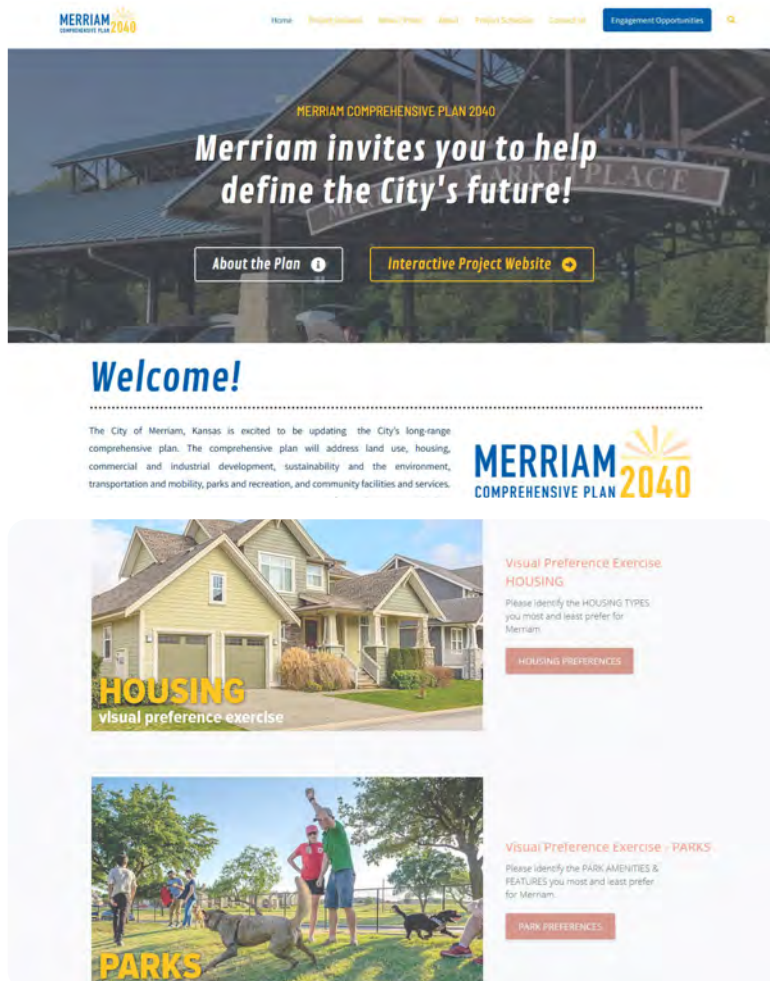 MERRIAM
COMPREHENSIVE PLAN 2040
Home
About
Project Schedule
Contact Us
Engagement Opportunities
MERRIAM COMPREHENSIVE PLAN 2040
Merriam invites you to help
define the City's future!
MARKETPLACE
About the Plan
Interactive Project Website
Welcome!
The City of Merriam, Kansas is excited to be updating the City's long-range
comprehensive plan. The comprehensive plan will address land use, housing,
commercial and industrial development, sustainability and the environment,
transportation and mobility, parks and recreation, and community facilities and services.
MERRIAM
COMPREHENSIVE PLAN 2040
HOUSING
visual preference exercise
Visual Preference Exercise
HOUSING
Please identify the HOUSING TYPES
you most and least prefer for
Merriam.
HOUSING PREFERENCES
PARKS
Visual Preference Exercise - PARKS
Please identify the PARK AMENITIES &
FEATURES you most and least prefer
for Merriam.
PARK PREFERENCES